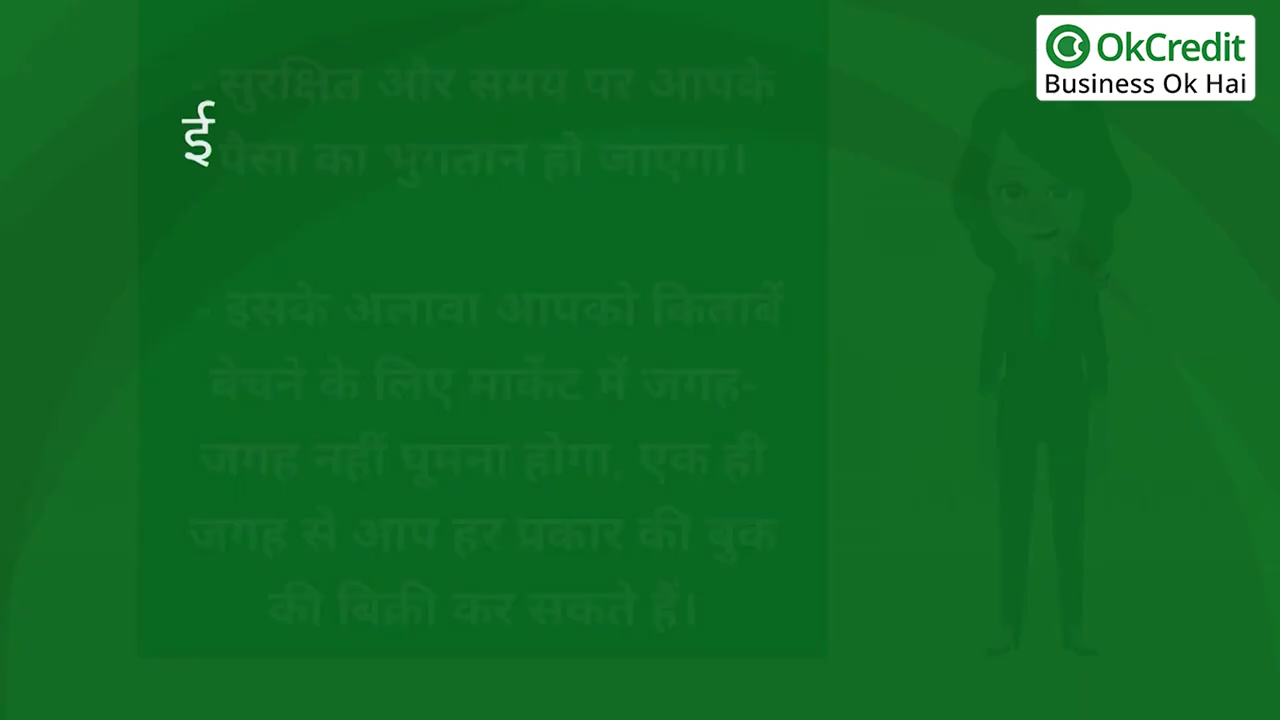 OkCredit
Business Ok Hai
ई
- सुरक्षित और समय पर आपके
पैसा का भुगतान हो जाएगा।
- इसके अलावा आपको किताबें
बेचने के लिए मार्केट में जगह-
जगह नहीं घूमना होगा, एक ही
जगह से आप हर प्रकार की बुक
की बिक्री कर सकते हैं।